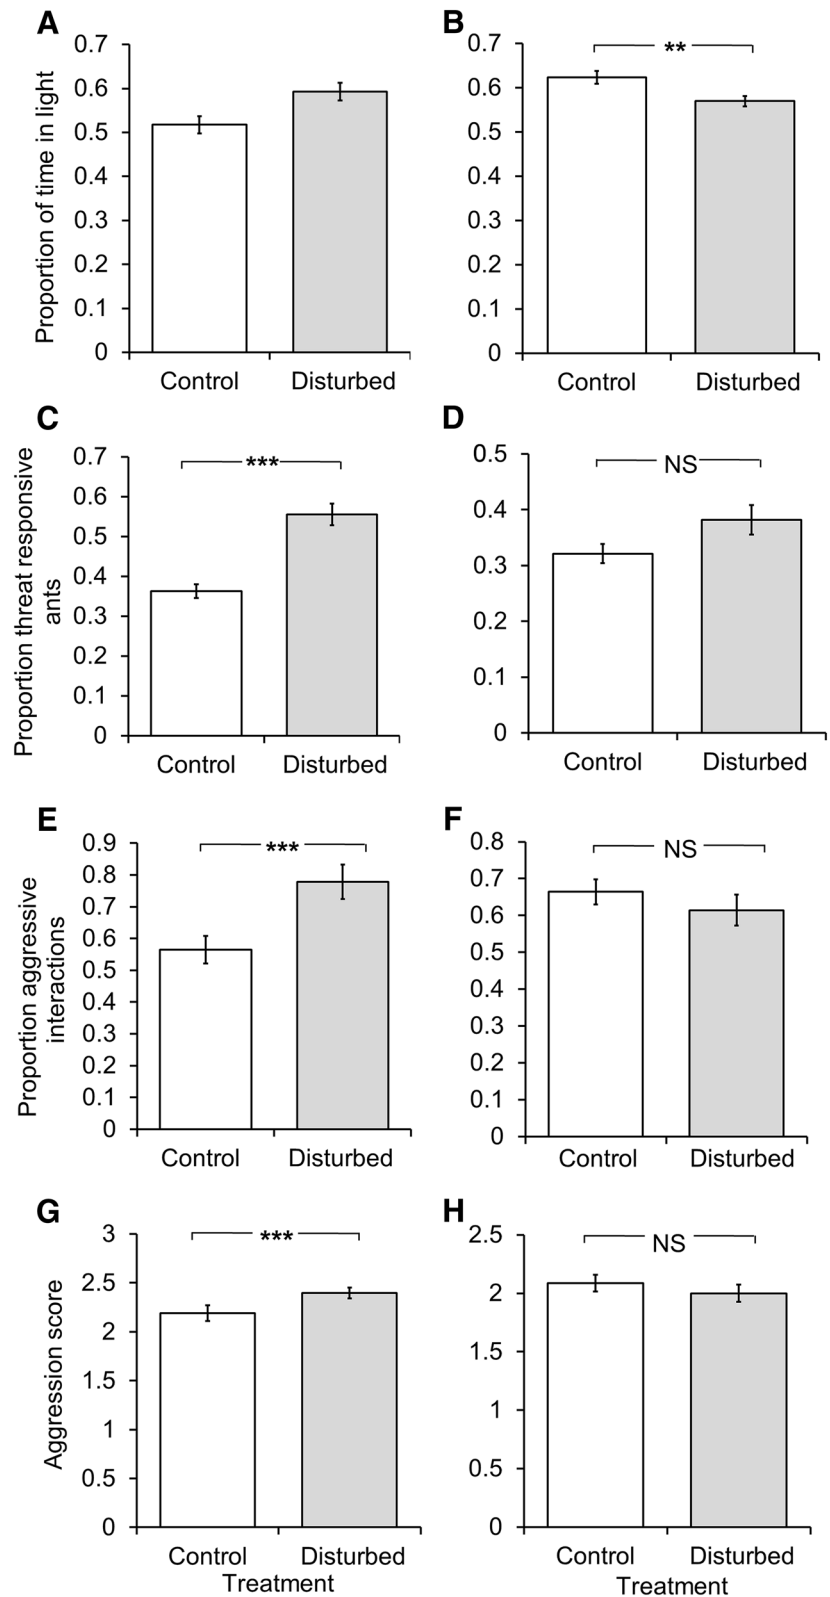 A
B
Proportion of time in light
0.7
0.6
0.5
0.4
0.3
0.2
0.1
0
Control
Disturbed
0.7
0.6
0.5
0.4
0.3
0.2
0.1
0
**
Control
Disturbed
C
D
Proportion threat responsive
ants
0.7
0.6
0.5
0.4
0.3
0.2
0.1
0
***
Control
Disturbed
0.5
0.4
0.3
0.2
0.1
0
NS
Control
Disturbed
E
F
Proportion aggressive
interactions
0.9
0.8
0.7
0.6
0.5
0.4
0.3
0.2
0.1
0
***
Control
Disturbed
0.8
0.7
0.6
0.5
0.4
0.3
0.2
0.1
0
NS
Control
Disturbed
G
H
Aggression score
3
2.5
2
1.5
1
0.5
0
***
Control
Disturbed
Treatment
2.5
2
1.5
1
0.5
0
NS
Control
Disturbed
Treatment